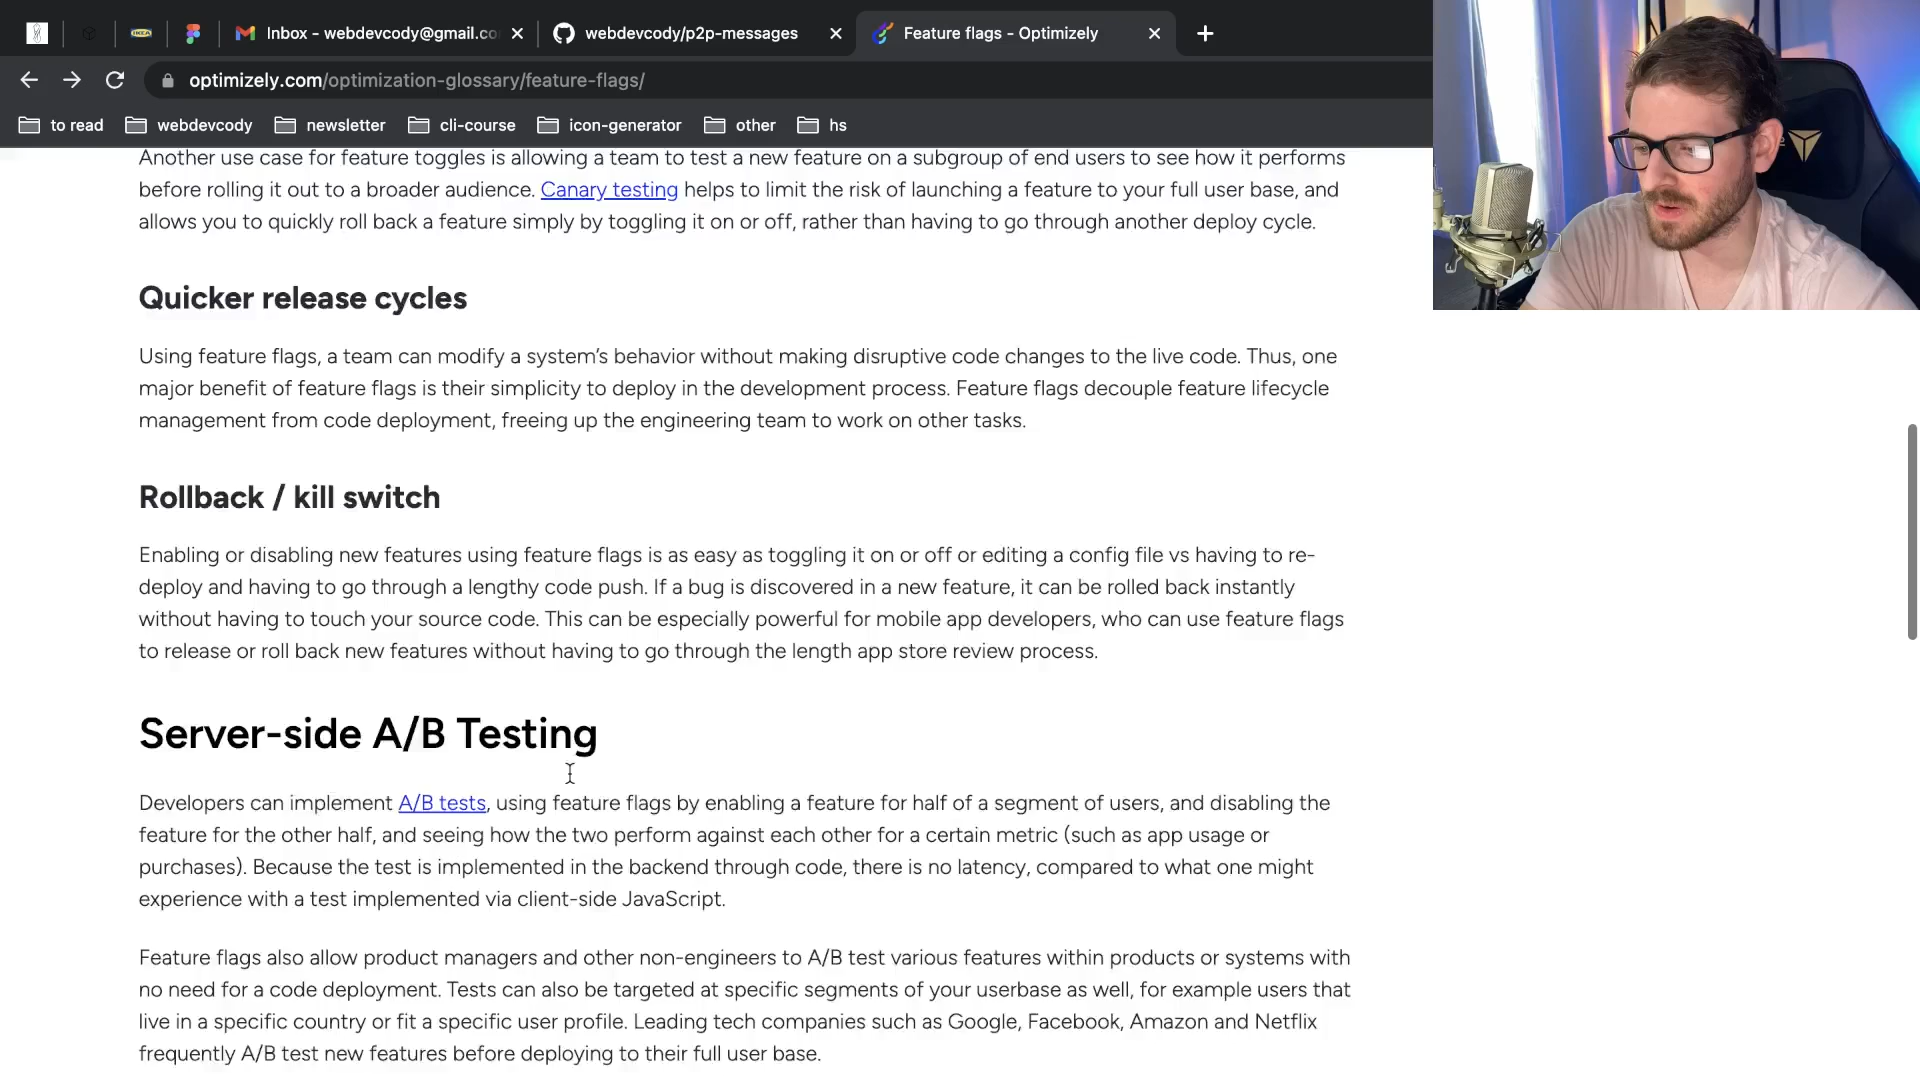 IKEA
Inbox - webdevcody@gmail.co
webdevcody/p2p-messages
Feature flags - Optimizely
optimizely.com/optimization-glossary/feature-flags/
to read
webdevcody
newsletter
cli-course
icon-generator
other
hs
Another use case for feature toggles is allowing a team to test a new feature on a subgroup of end users to see how it performs
before rolling it out to a broader audience. Canary testing helps to limit the risk of launching a feature to your full user base, and
allows you to quickly roll back a feature simply by toggling it on or off, rather than having to go through another deploy cycle.
Quicker release cycles
Using feature flags, a team can modify a system’s behavior without making disruptive code changes to the live code. Thus, one
major benefit of feature flags is their simplicity to deploy in the development process. Feature flags decouple feature lifecycle
management from code deployment, freeing up the engineering team to work on other tasks.
Rollback / kill switch
Enabling or disabling new features using feature flags is as easy as toggling it on or off or editing a config file vs having to re-
deploy and having to go through a lengthy code push. If a bug is discovered in a new feature, it can be rolled back instantly
without having to touch your source code. This can be especially powerful for mobile app developers, who can use feature flags
to release or roll back new features without having to go through the length app store review process.
Server-side A/B Testing
Developers can implement A/B tests, using feature flags by enabling a feature for half of a segment of users, and disabling the
feature for the other half, and seeing how the two perform against each other for a certain metric (such as app usage or
purchases). Because the test is implemented in the backend through code, there is no latency, compared to what one might
experience with a test implemented via client-side JavaScript.
Feature flags also allow product managers and other non-engineers to A/B test various features within products or systems with
no need for a code deployment. Tests can also be targeted at specific segments of your userbase as well, for example users that
live in a specific country or fit a specific user profile. Leading tech companies such as Google, Facebook, Amazon and Netflix
frequently A/B test new features before deploying to their full user base.